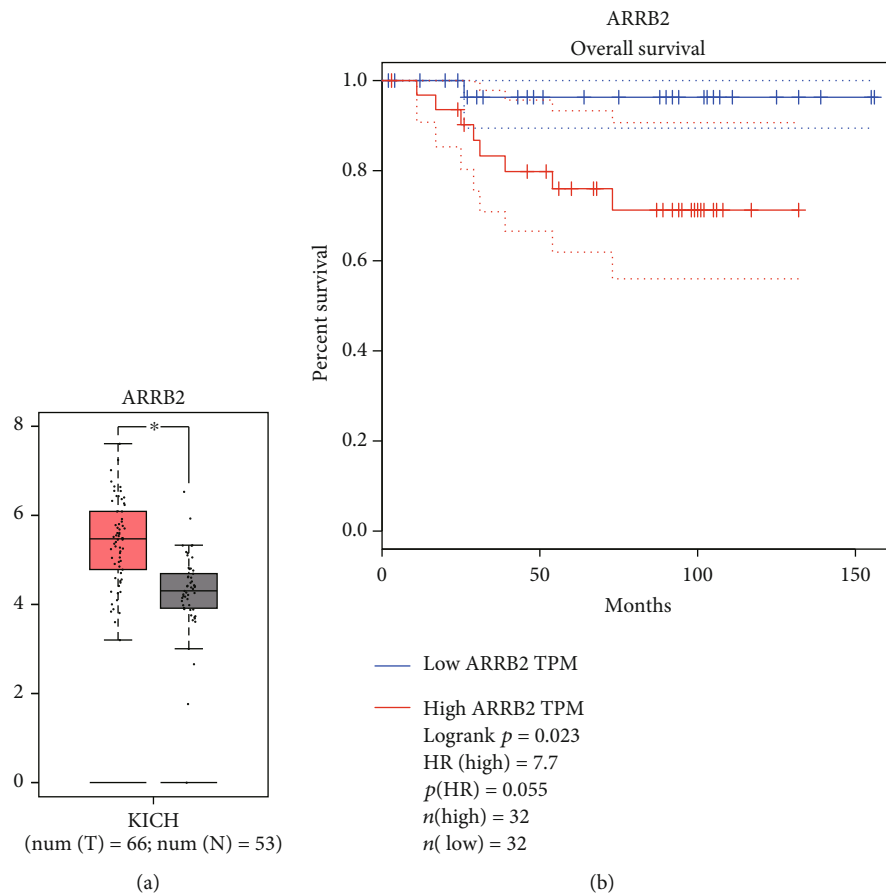 ARRB2
8
6
4
2
0
*
KICH
(num (T) = 66; num (N) = 53)
(a)
ARRB2
Overall survival
Percent survival
1.0
0.8
0.6
0.4
0.2
0.0
0 50 100 150
Months
Low ARRB2 TPM
High ARRB2 TPM
Logrank p = 0.023
HR (high) = 7.7
p(HR) = 0.055
n(high) = 32
n( low) = 32
(b)